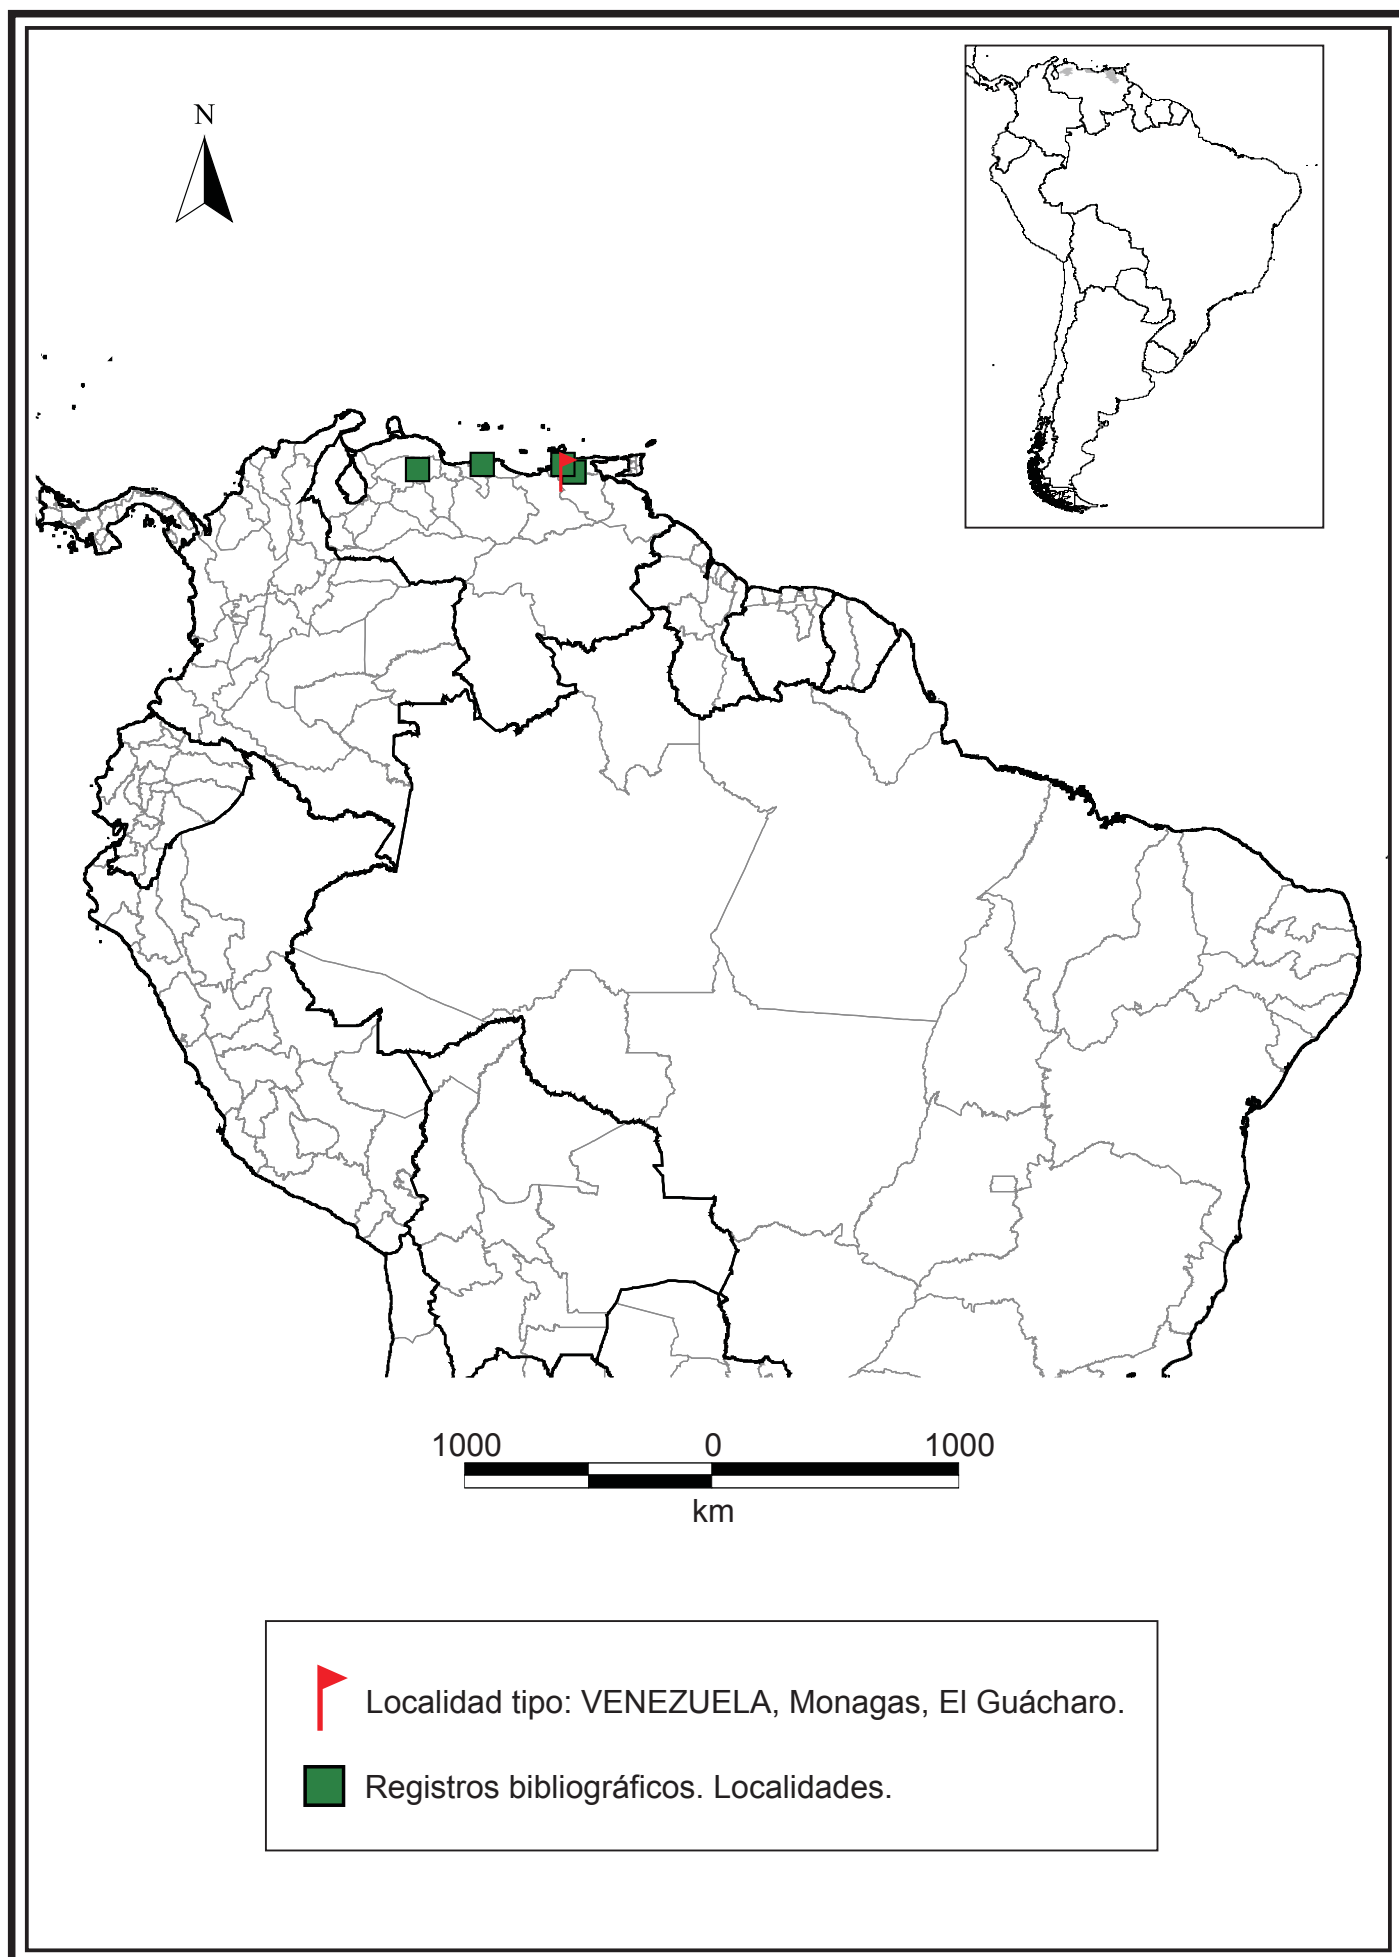 N
1000 0 1000
km
Localidad tipo: VENEZUELA, Monagas, El Guácharo.
Registros bibliográficos. Localidades.